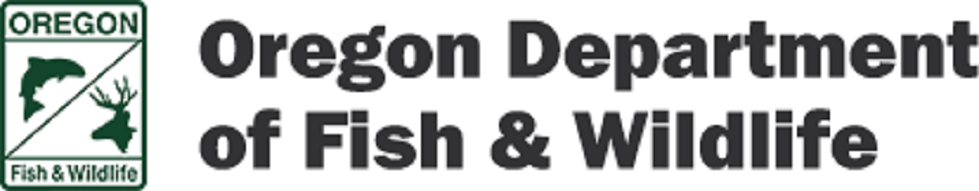 OREGON
Fish & Wildlife
Oregon Department
of Fish & Wildlife